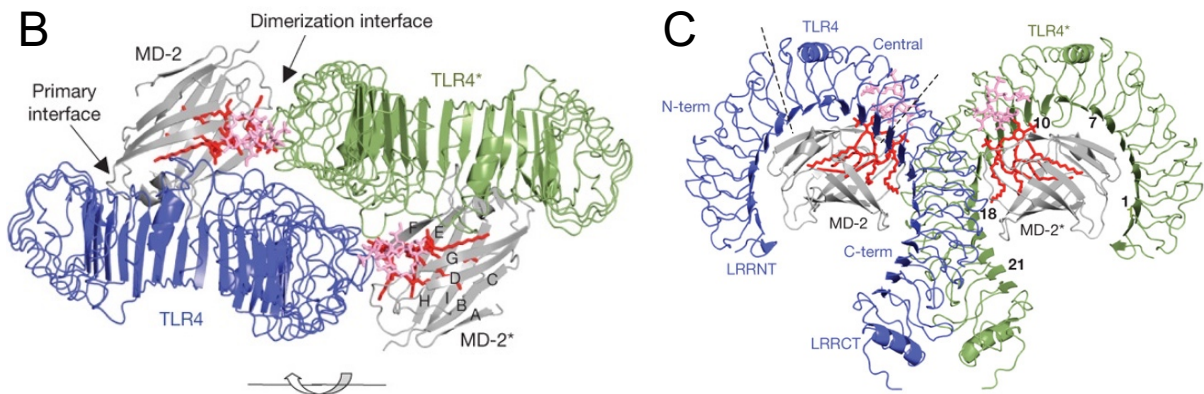 B
Dimerization interface
MD-2
TLR4*
Primary
interface
F
E
G
D
C
H
I
B
A
TLR4
MD-2*
C
TLR4
TLR4*
Central
N-term
10
7
MD-2
18
MD-2*
1
C-term
21
LRRNT
LRRCT